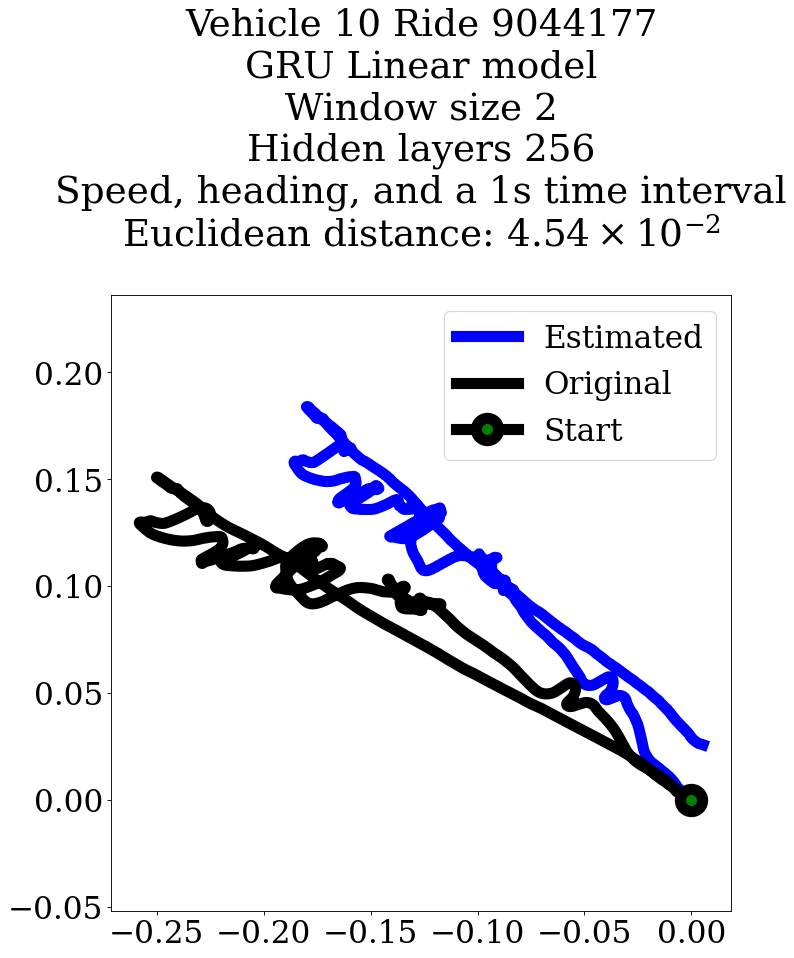 Vehicle 10 Ride 9044177
GRU Linear model
Window size 2
Hidden layers 256
Speed, heading, and a 1s time interval
Euclidean distance: 4.54 × 10⁻²
Estimated
Original
Start
0.20
0.15
0.10
0.05
0.00
−0.05
−0.25 −0.20 −0.15 −0.10 −0.05 0.00